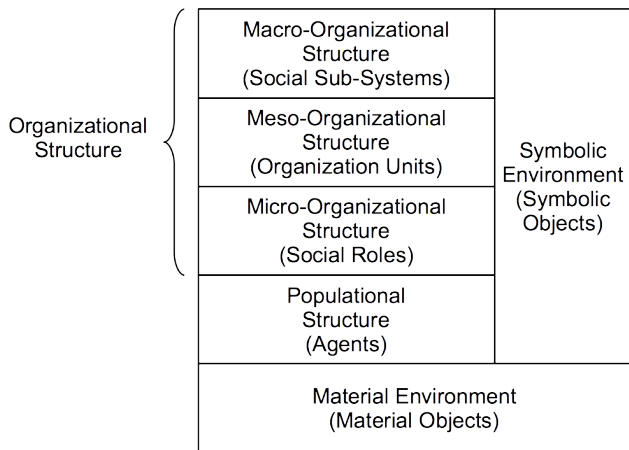 Organizational
Structure
Macro-Organizational
Structure
(Social Sub-Systems)
Meso-Organizational
Structure
(Organization Units)
Micro-Organizational
Structure
(Social Roles)
Populational
Structure
(Agents)
Symbolic
Environment
(Symbolic
Objects)
Material Environment
(Material Objects)